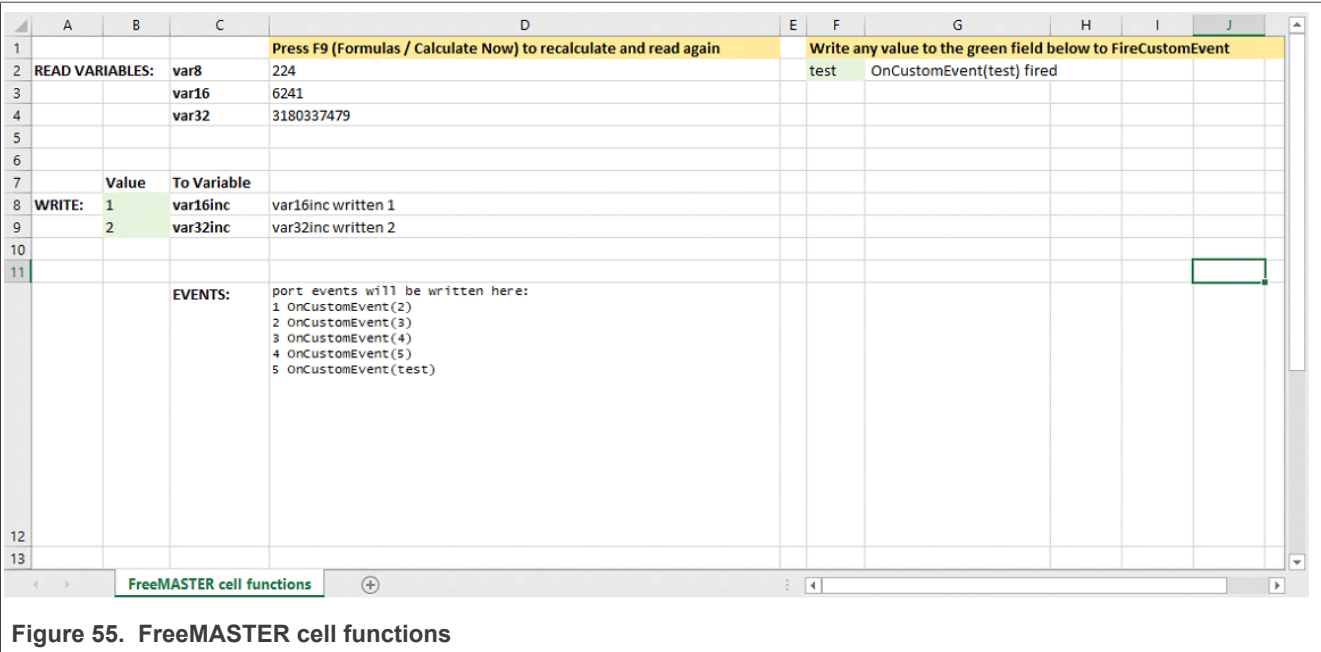 A B C D E F G H I J
1 Press F9 (Formulas / Calculate Now) to recalculate and read again Write any value to the green field below to FireCustomEvent
2 READ VARIABLES: var8 224 test OnCustomEvent(test) fired
3 var16 6241
4 var32 3180337479
5
6
7 Value To Variable
8 WRITE: 1 var16inc var16inc written 1
9 2 var32inc var32inc written 2
10
11
EVENTS: port events will be written here:
1 OnCustomEvent(2)
2 OnCustomEvent(3)
3 OnCustomEvent(4)
4 OnCustomEvent(5)
5 OnCustomEvent(test)
12
13
FreeMASTER cell functions
Figure 55. FreeMASTER cell functions